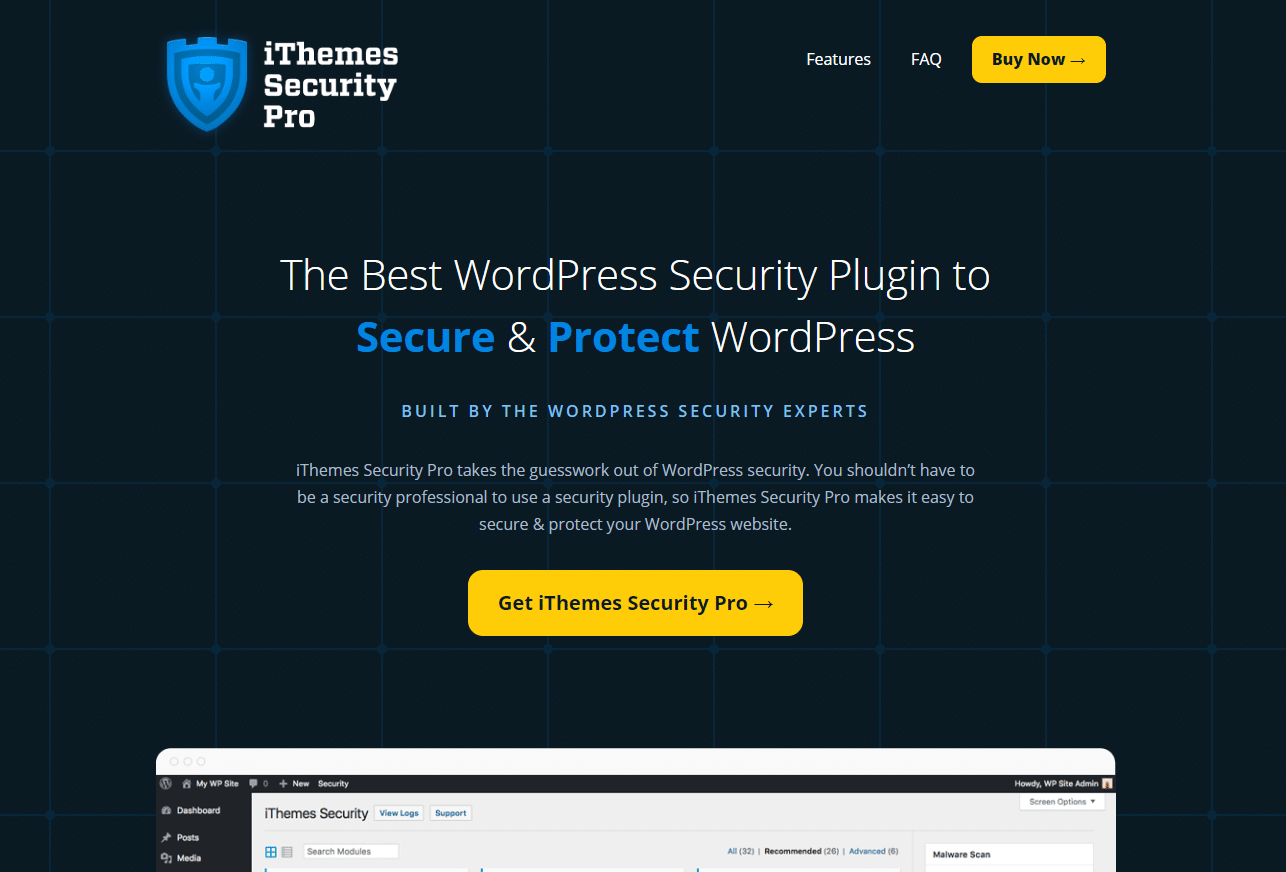 iThemes
Security
Pro
Features
FAQ
Buy Now →
The Best WordPress Security Plugin to
Secure & Protect WordPress
BUILT BY THE WORDPRESS SECURITY EXPERTS
iThemes Security Pro takes the guesswork out of WordPress security. You shouldn’t have to
be a security professional to use a security plugin, so iThemes Security Pro makes it easy to
secure & protect your WordPress website.
Get iThemes Security Pro →
My WP Site 0 + New Security Howdy, WP Site Admin
Dashboard
Posts
Media
iThemes Security View Logs Support
Screen Options ▼
Search Modules
All (32) | Recommended (26) | Advanced (6)
Malware Scan